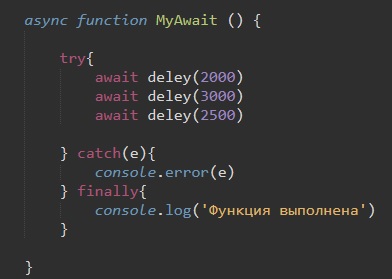 async function MyAwait () {
try{
await deley(2000)
await deley(3000)
await deley(2500)
} catch(e){
console.error(e)
} finally{
console.log('Функция выполнена')
}
}